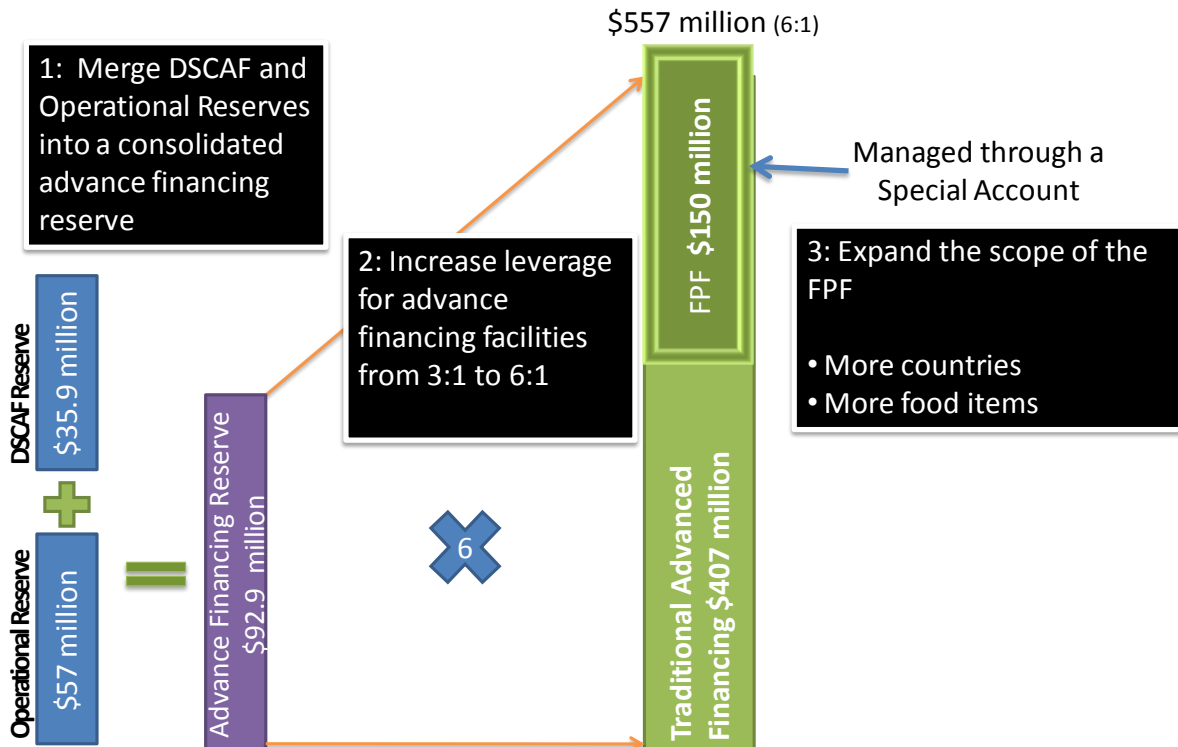 $557 million (6:1)
1: Merge DSCAF and
Operational Reserves
into a consolidated
advance financing
reserve
Managed through a
Special Account
2: Increase leverage
for advance
financing facilities
from 3:1 to 6:1
3: Expand the scope of the
FPF
• More countries
• More food items
DSCAF Reserve
$35.9 million
Operational Reserve
$57 million
Advance Financing Reserve
$92.9 million
6
FPF $150 million
Traditional Advanced
Financing $407 million